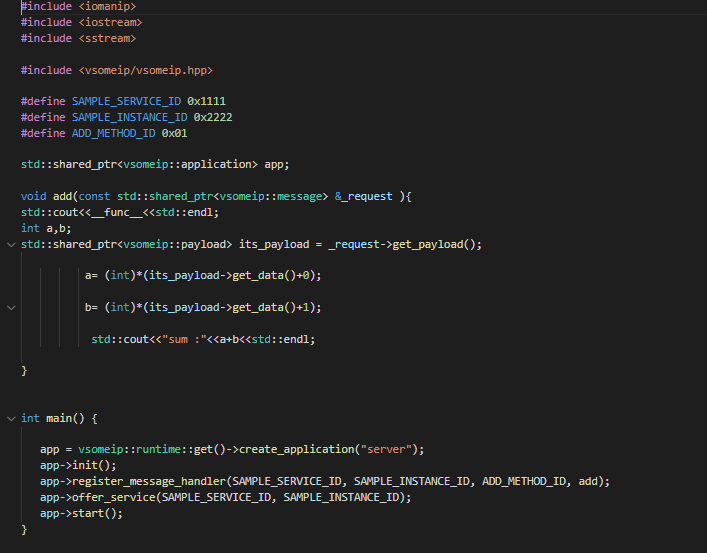 #include <iomanip>
#include <iostream>
#include <sstream>
#include <vsomeip/vsomeip.hpp>
#define SAMPLE_SERVICE_ID 0x1111
#define SAMPLE_INSTANCE_ID 0x2222
#define ADD_METHOD_ID 0x01
std::shared_ptr<vsomeip::application> app;
void add(const std::shared_ptr<vsomeip::message> &_request ){
std::cout<<__func__<<std::endl;
int a,b;
std::shared_ptr<vsomeip::payload> its_payload = _request->get_payload();
a= (int)*(its_payload->get_data()+0);
b= (int)*(its_payload->get_data()+1);
std::cout<<"sum :"<<a+b<<std::endl;
}
int main() {
app = vsomeip::runtime::get()->create_application("server");
app->init();
app->register_message_handler(SAMPLE_SERVICE_ID, SAMPLE_INSTANCE_ID, ADD_METHOD_ID, add);
app->offer_service(SAMPLE_SERVICE_ID, SAMPLE_INSTANCE_ID);
app->start();
}